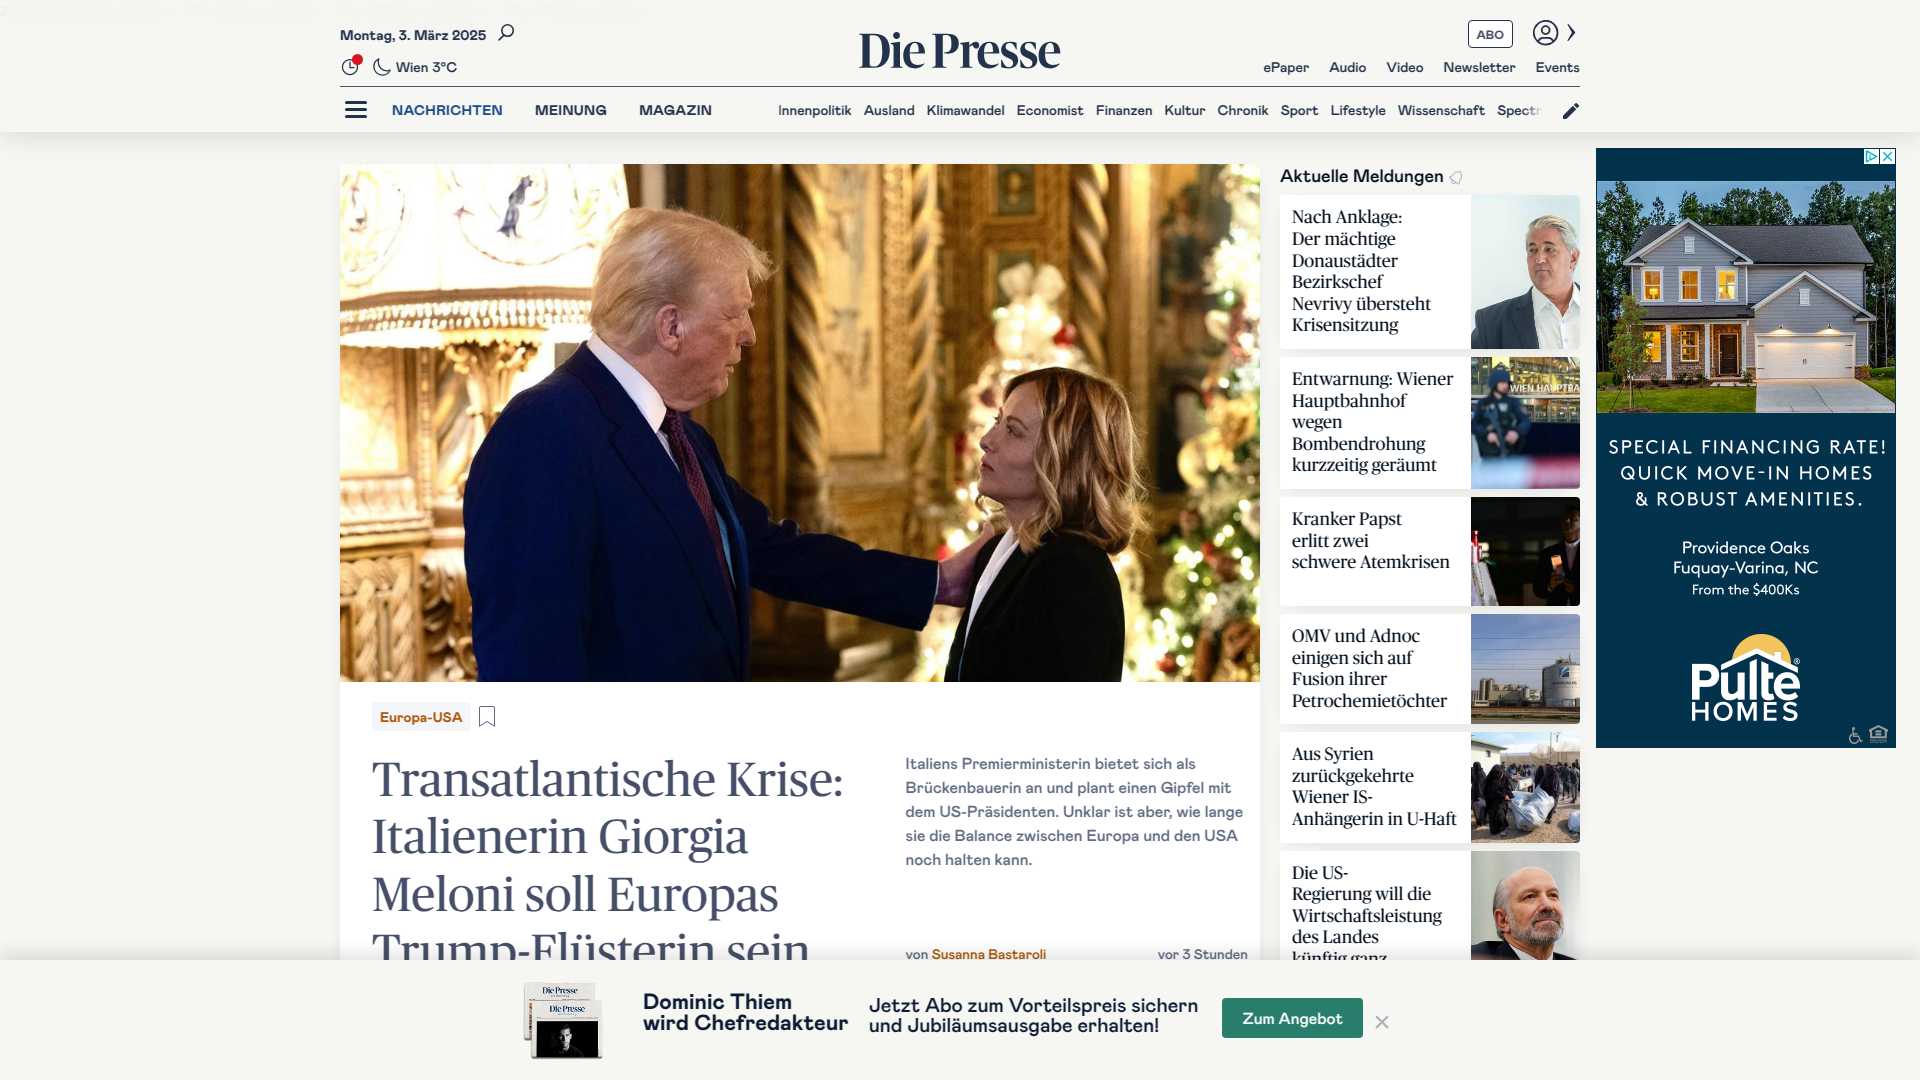 Montag, 3. März 2025
Wien 3°C
Die Presse
ABO
ePaper Audio Video Newsletter Events
NACHRICHTEN MEINUNG MAGAZIN
Innenpolitik Ausland Klimawandel Economist Finanzen Kultur Chronik Sport Lifestyle Wissenschaft Spectr
Europa-USA
Transatlantische Krise:
Italienerin Giorgia
Meloni soll Europas
Trump-Flüsterin sein
Italiens Premierministerin bietet sich als
Brückenbauerin an und plant einen Gipfel mit
dem US-Präsidenten. Unklar ist aber, wie lange
sie die Balance zwischen Europa und den USA
noch halten kann.
von Susanna Bastaroli
vor 3 Stunden
Aktuelle Meldungen
Nach Anklage:
Der mächtige
Donaustädter
Bezirkschef
Nevrivy übersteht
Krisensitzung
Entwarnung: Wiener
Hauptbahnhof
wegen
Bombendrohung
kurzzeitig geräumt
WIEN HAUPTBA
Kranker Papst
erlitt zwei
schwere Atemkrisen
OMV und Adnoc
einigen sich auf
Fusion ihrer
Petrochemietöchter
Aus Syrien
zurückgekehrte
Wiener IS-
Anhängerin in U-Haft
Die US-
Regierung will die
Wirtschaftsleistung
des Landes
künftig ganz
SPECIAL FINANCING RATE!
QUICK MOVE-IN HOMES
& ROBUST AMENITIES.
Providence Oaks
Fuquay-Varina, NC
From the $400Ks
Pulte®
HOMES
Die Presse
Die Presse
Dominic Thiem
wird Chefredakteur
Jetzt Abo zum Vorteilspreis sichern
und Jubiläumsausgabe erhalten!
Zum Angebot